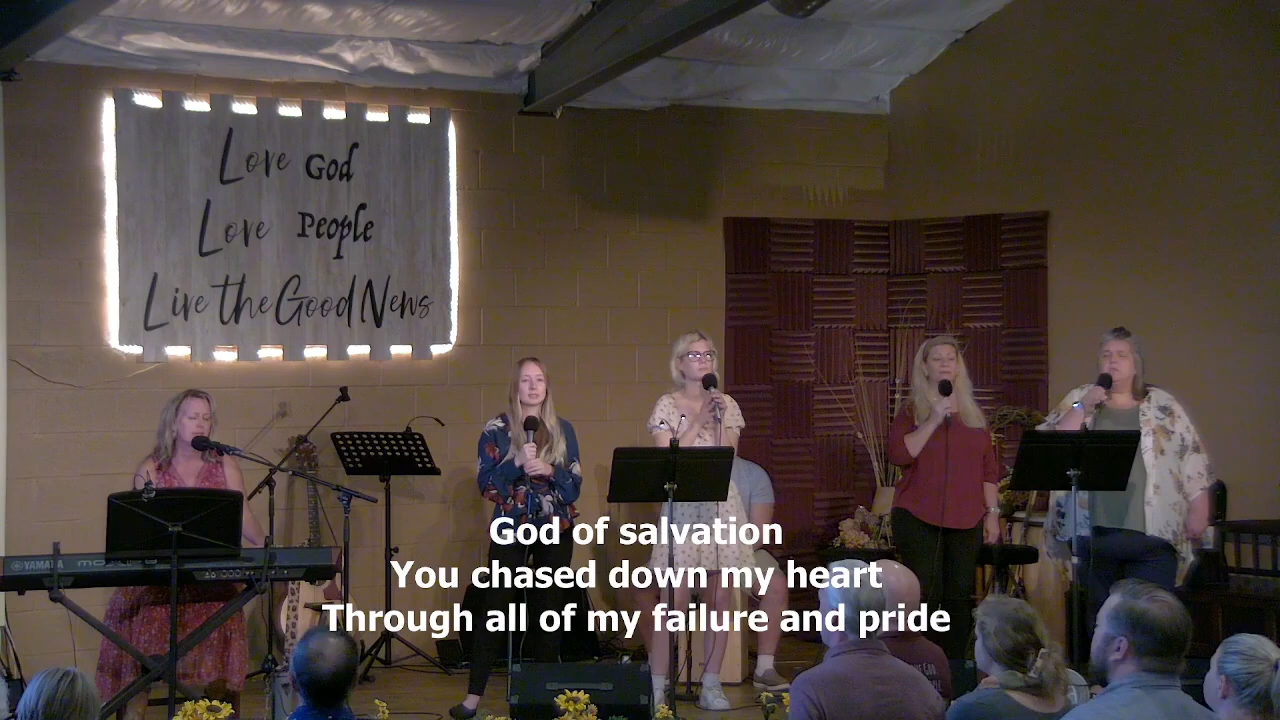 Love God
Love People
Live the Good News
YAMAHA
God of salvation
You chased down my heart
Through all of my failure and pride